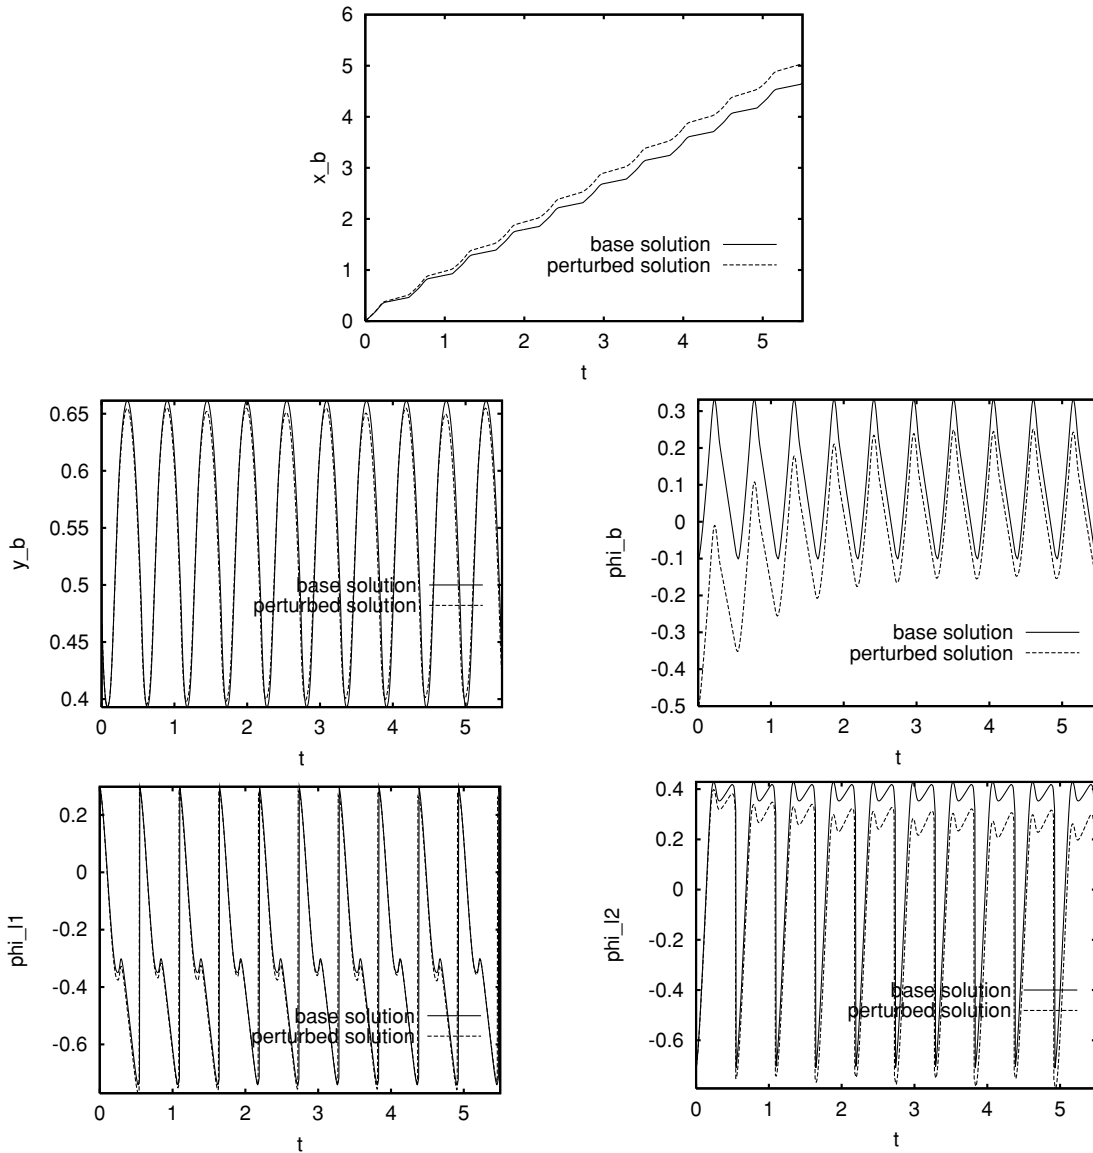 6
5
4
3
2
1
0
x_b
base solution
perturbed solution
0 1 2 3 4 5
t
0.65
0.6
0.55
0.5
0.45
0.4
y_b
base solution
perturbed solution
0 1 2 3 4 5
t
0.3
0.2
0.1
0
-0.1
-0.2
-0.3
-0.4
-0.5
phi_b
base solution
perturbed solution
0 1 2 3 4 5
t
0.2
0
-0.2
-0.4
-0.6
phi_l1
base solution
perturbed solution
0 1 2 3 4 5
t
0.4
0.2
0
-0.2
-0.4
-0.6
phi_l2
base solution
perturbed solution
0 1 2 3 4 5
t